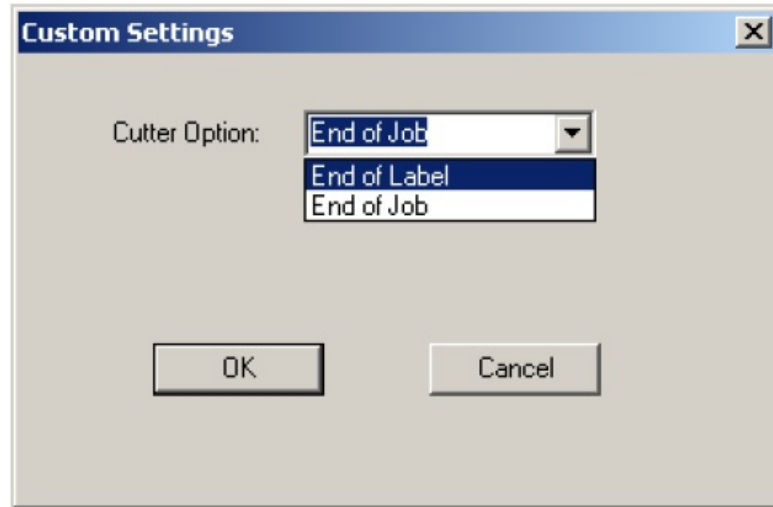 Custom Settings
Cutter Option: End of Job
End of Label
End of Job
OK Cancel